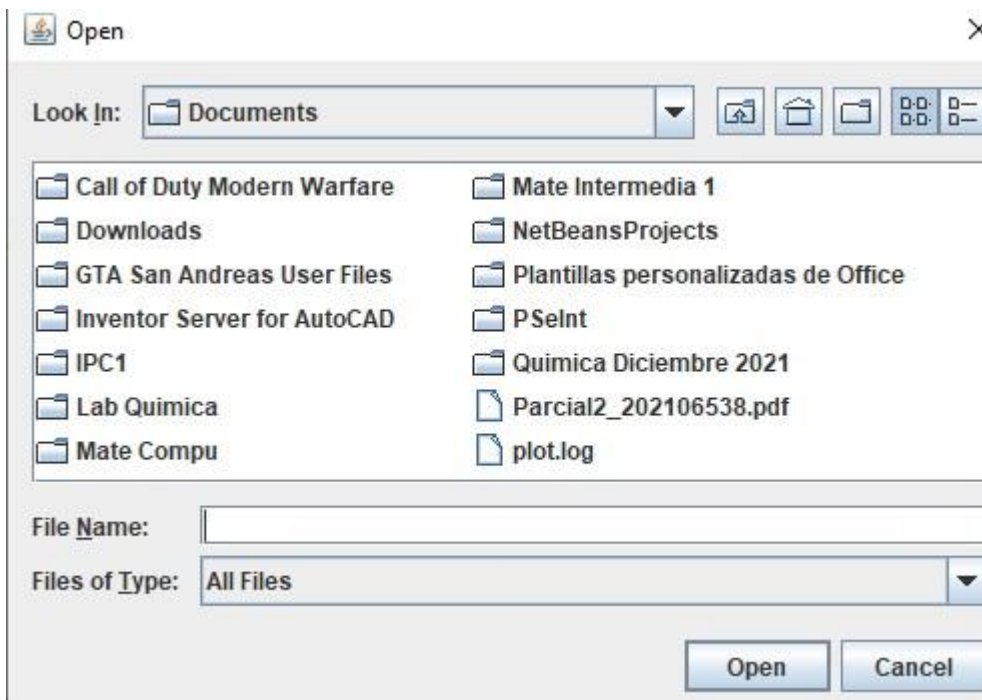 Open
Look In: Documents
Call of Duty Modern Warfare
Downloads
GTA San Andreas User Files
Inventor Server for AutoCAD
IPC1
Lab Quimica
Mate Compu
Mate Intermedia 1
NetBeansProjects
Plantillas personalizadas de Office
PSeInt
Quimica Diciembre 2021
Parcial2_202106538.pdf
plot.log
File Name:
Files of Type: All Files
Open Cancel